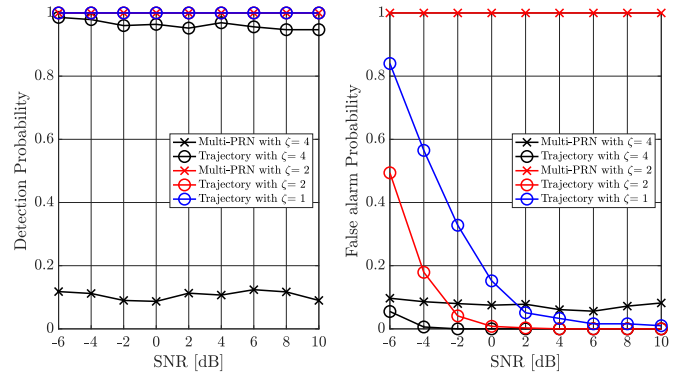 Detection Probability
1
0.8
0.6
0.4
0.2
0
-6 -4 -2 0 2 4 6 8 10
SNR [dB]
Multi-PRN with ζ= 4
Trajectory with ζ= 4
Multi-PRN with ζ= 2
Trajectory with ζ= 2
Trajectory with ζ= 1
False alarm Probability
1
0.8
0.6
0.4
0.2
0
-6 -4 -2 0 2 4 6 8 10
SNR [dB]
Multi-PRN with ζ= 4
Trajectory with ζ= 4
Multi-PRN with ζ= 2
Trajectory with ζ= 2
Trajectory with ζ= 1